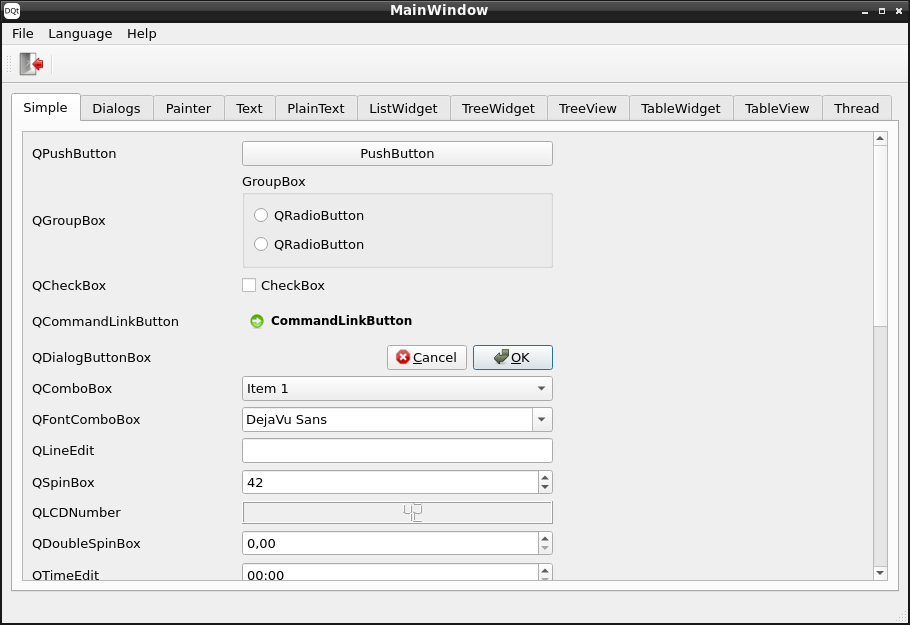 DQt
MainWindow
File Language Help
Simple Dialogs Painter Text PlainText ListWidget TreeWidget TreeView TableWidget TableView Thread
QPushButton PushButton
GroupBox
QGroupBox
QRadioButton
QRadioButton
QCheckBox CheckBox
QCommandLinkButton CommandLinkButton
QDialogButtonBox Cancel OK
QComboBox Item 1
QFontComboBox DejaVu Sans
QLineEdit
QSpinBox 42
QLCDNumber 42
QDoubleSpinBox 0,00
QTimeEdit 00:00